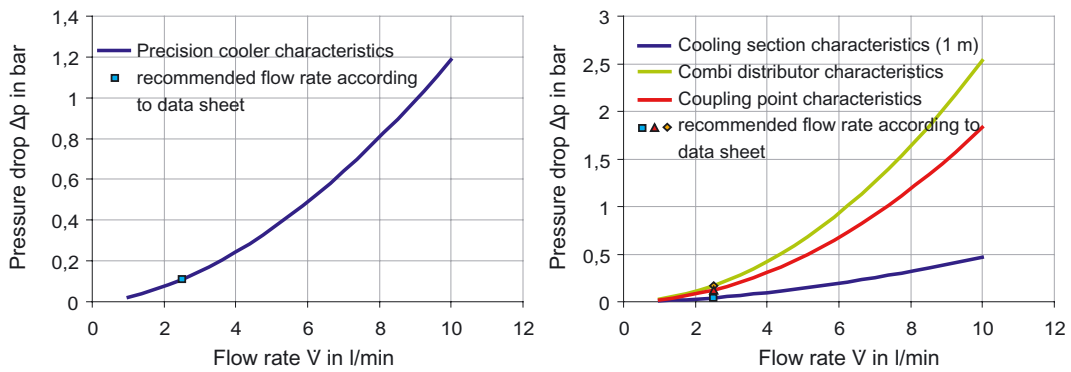 1,4
1,2
1
0,8
0,6
0,4
0,2
0
0
2
4
6
8
10
12
Pressure drop Δp in bar
Flow rate V̇ in l/min
Precision cooler characteristics
recommended flow rate according
to data sheet
3
2,5
2
1,5
1
0,5
0
0
2
4
6
8
10
12
Pressure drop Δp in bar
Flow rate V̇ in l/min
Cooling section characteristics (1 m)
Combi distributor characteristics
Coupling point characteristics
recommended flow rate according to
data sheet